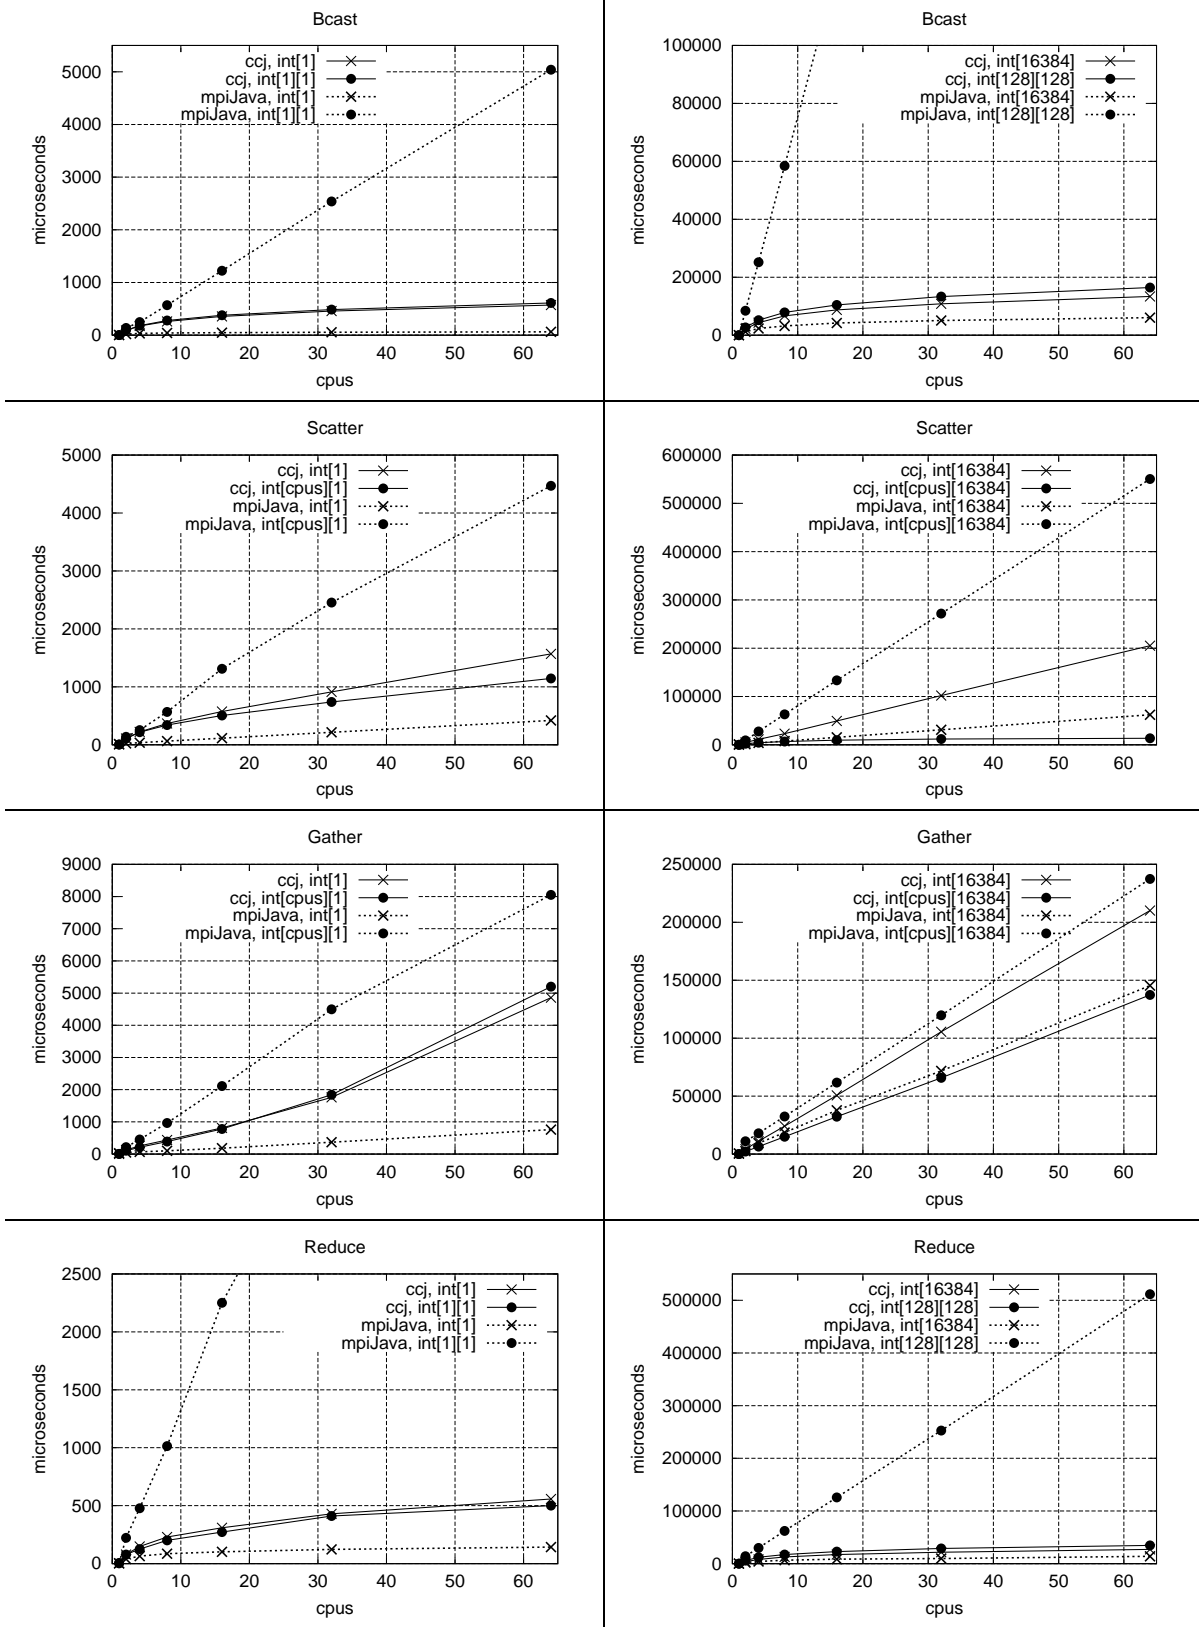 Bcast
ccj, int[1]
ccj, int[1][1]
mpiJava, int[1]
mpiJava, int[1][1]
5000
4000
3000
2000
1000
0
microseconds
0 10 20 30 40 50 60
cpus
Bcast
ccj, int[16384]
ccj, int[128][128]
mpiJava, int[16384]
mpiJava, int[128][128]
100000
80000
60000
40000
20000
0
microseconds
0 10 20 30 40 50 60
cpus
Scatter
ccj, int[1]
ccj, int[cpus][1]
mpiJava, int[1]
mpiJava, int[cpus][1]
5000
4000
3000
2000
1000
0
microseconds
0 10 20 30 40 50 60
cpus
Scatter
ccj, int[16384]
ccj, int[cpus][16384]
mpiJava, int[16384]
mpiJava, int[cpus][16384]
600000
500000
400000
300000
200000
100000
0
microseconds
0 10 20 30 40 50 60
cpus
Gather
ccj, int[1]
ccj, int[cpus][1]
mpiJava, int[1]
mpiJava, int[cpus][1]
9000
8000
7000
6000
5000
4000
3000
2000
1000
0
microseconds
0 10 20 30 40 50 60
cpus
Gather
ccj, int[16384]
ccj, int[cpus][16384]
mpiJava, int[16384]
mpiJava, int[cpus][16384]
250000
200000
150000
100000
50000
0
microseconds
0 10 20 30 40 50 60
cpus
Reduce
ccj, int[1]
ccj, int[1][1]
mpiJava, int[1]
mpiJava, int[1][1]
2500
2000
1500
1000
500
0
microseconds
0 10 20 30 40 50 60
cpus
Reduce
ccj, int[16384]
ccj, int[128][128]
mpiJava, int[16384]
mpiJava, int[128][128]
500000
400000
300000
200000
100000
0
microseconds
0 10 20 30 40 50 60
cpus